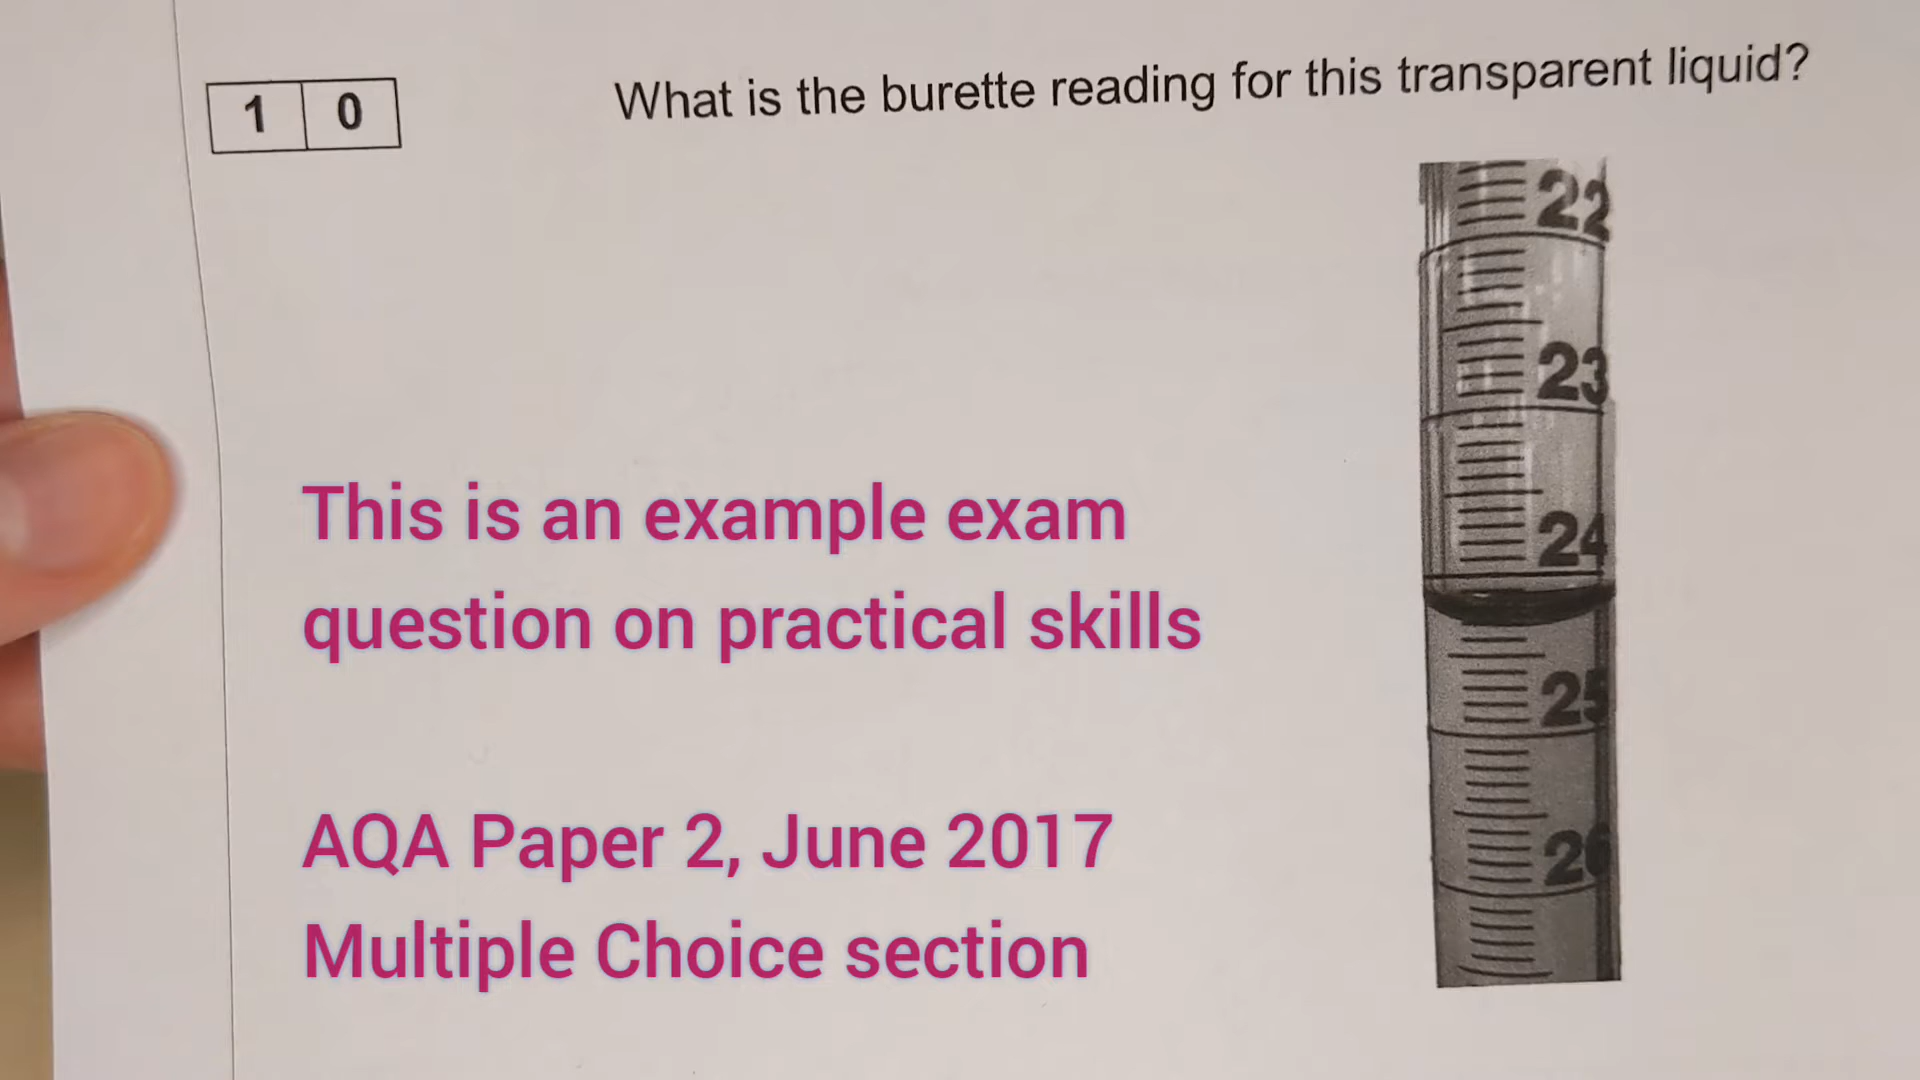 1 0
What is the burette reading for this transparent liquid?
22
23
This is an example exam
24
question on practical skills
25
AQA Paper 2, June 2017
26
Multiple Choice section